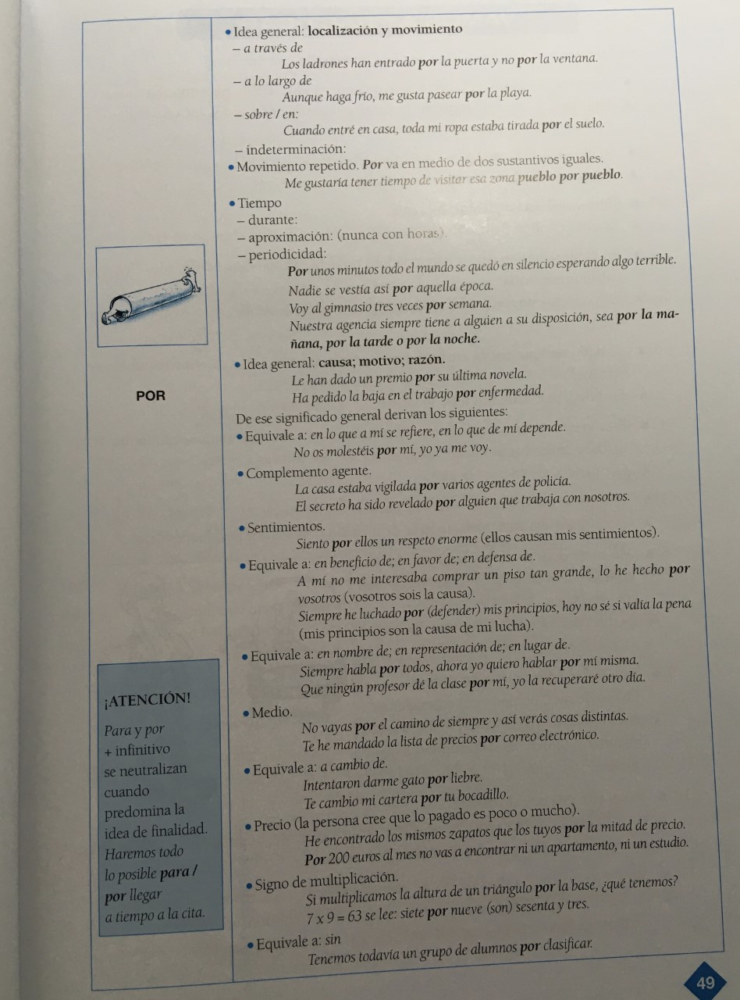 • Idea general: localización y movimiento
– a través de
Los ladrones han entrado por la puerta y no por la ventana.
– a lo largo de
Aunque haga frío, me gusta pasear por la playa.
– sobre / en:
Cuando entré en casa, toda mi ropa estaba tirada por el suelo.
– indeterminación:
• Movimiento repetido. Por va en medio de dos sustantivos iguales.
Me gustaría tener tiempo de visitar esa zona pueblo por pueblo.
• Tiempo
– durante:
– aproximación: (nunca con horas).
– periodicidad:
Por unos minutos todo el mundo se quedó en silencio esperando algo terrible.
Nadie se vestía así por aquella época.
Voy al gimnasio tres veces por semana.
Nuestra agencia siempre tiene a alguien a su disposición, sea por la ma-
ñana, por la tarde o por la noche.
POR
• Idea general: causa; motivo; razón.
Le han dado un premio por su última novela.
Ha pedido la baja en el trabajo por enfermedad.
De ese significado general derivan los siguientes:
• Equivale a: en lo que a mí se refiere, en lo que de mí depende.
No os molestéis por mí, yo ya me voy.
• Complemento agente.
La casa estaba vigilada por varios agentes de policía.
El secreto ha sido revelado por alguien que trabaja con nosotros.
• Sentimientos.
Siento por ellos un respeto enorme (ellos causan mis sentimientos).
• Equivale a: en beneficio de; en favor de; en defensa de.
A mí no me interesaba comprar un piso tan grande, lo he hecho por
vosotros (vosotros sois la causa).
Siempre he luchado por (defender) mis principios, hoy no sé si valía la pena
(mis principios son la causa de mi lucha).
• Equivale a: en nombre de; en representación de; en lugar de.
Siempre habla por todos, ahora yo quiero hablar por mí misma.
Que ningún profesor dé la clase por mí, yo la recuperaré otro día.
• Medio.
No vayas por el camino de siempre y así verás cosas distintas.
Te he mandado la lista de precios por correo electrónico.
• Equivale a: a cambio de.
Intentaron darme gato por liebre.
Te cambio mi cartera por tu bocadillo.
• Precio (la persona cree que lo pagado es poco o mucho).
He encontrado los mismos zapatos que los tuyos por la mitad de precio.
Por 200 euros al mes no vas a encontrar ni un apartamento, ni un estudio.
• Signo de multiplicación.
Si multiplicamos la altura de un triángulo por la base, ¿qué tenemos?
7 x 9 = 63 se lee: siete por nueve (son) sesenta y tres.
• Equivale a: sin
Tenemos todavía un grupo de alumnos por clasificar.
¡ATENCIÓN!
Para y por
+ infinitivo
se neutralizan
cuando
predomina la
idea de finalidad.
Haremos todo
lo posible para /
por llegar
a tiempo a la cita.
49